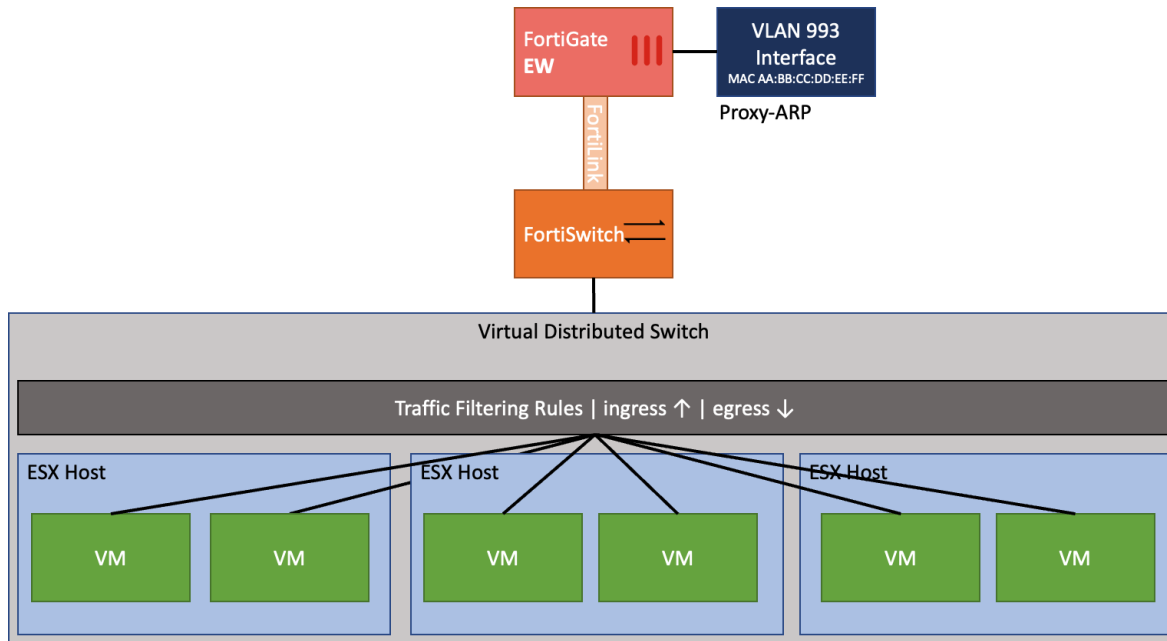 FortiGate
EW
VLAN 993
Interface
MAC AA:BB:CC:DD:EE:FF
Proxy-ARP
FortiLink
FortiSwitch
Virtual Distributed Switch
Traffic Filtering Rules | ingress ↑ | egress ↓
ESX Host
ESX Host
ESX Host
VM
VM
VM
VM
VM
VM